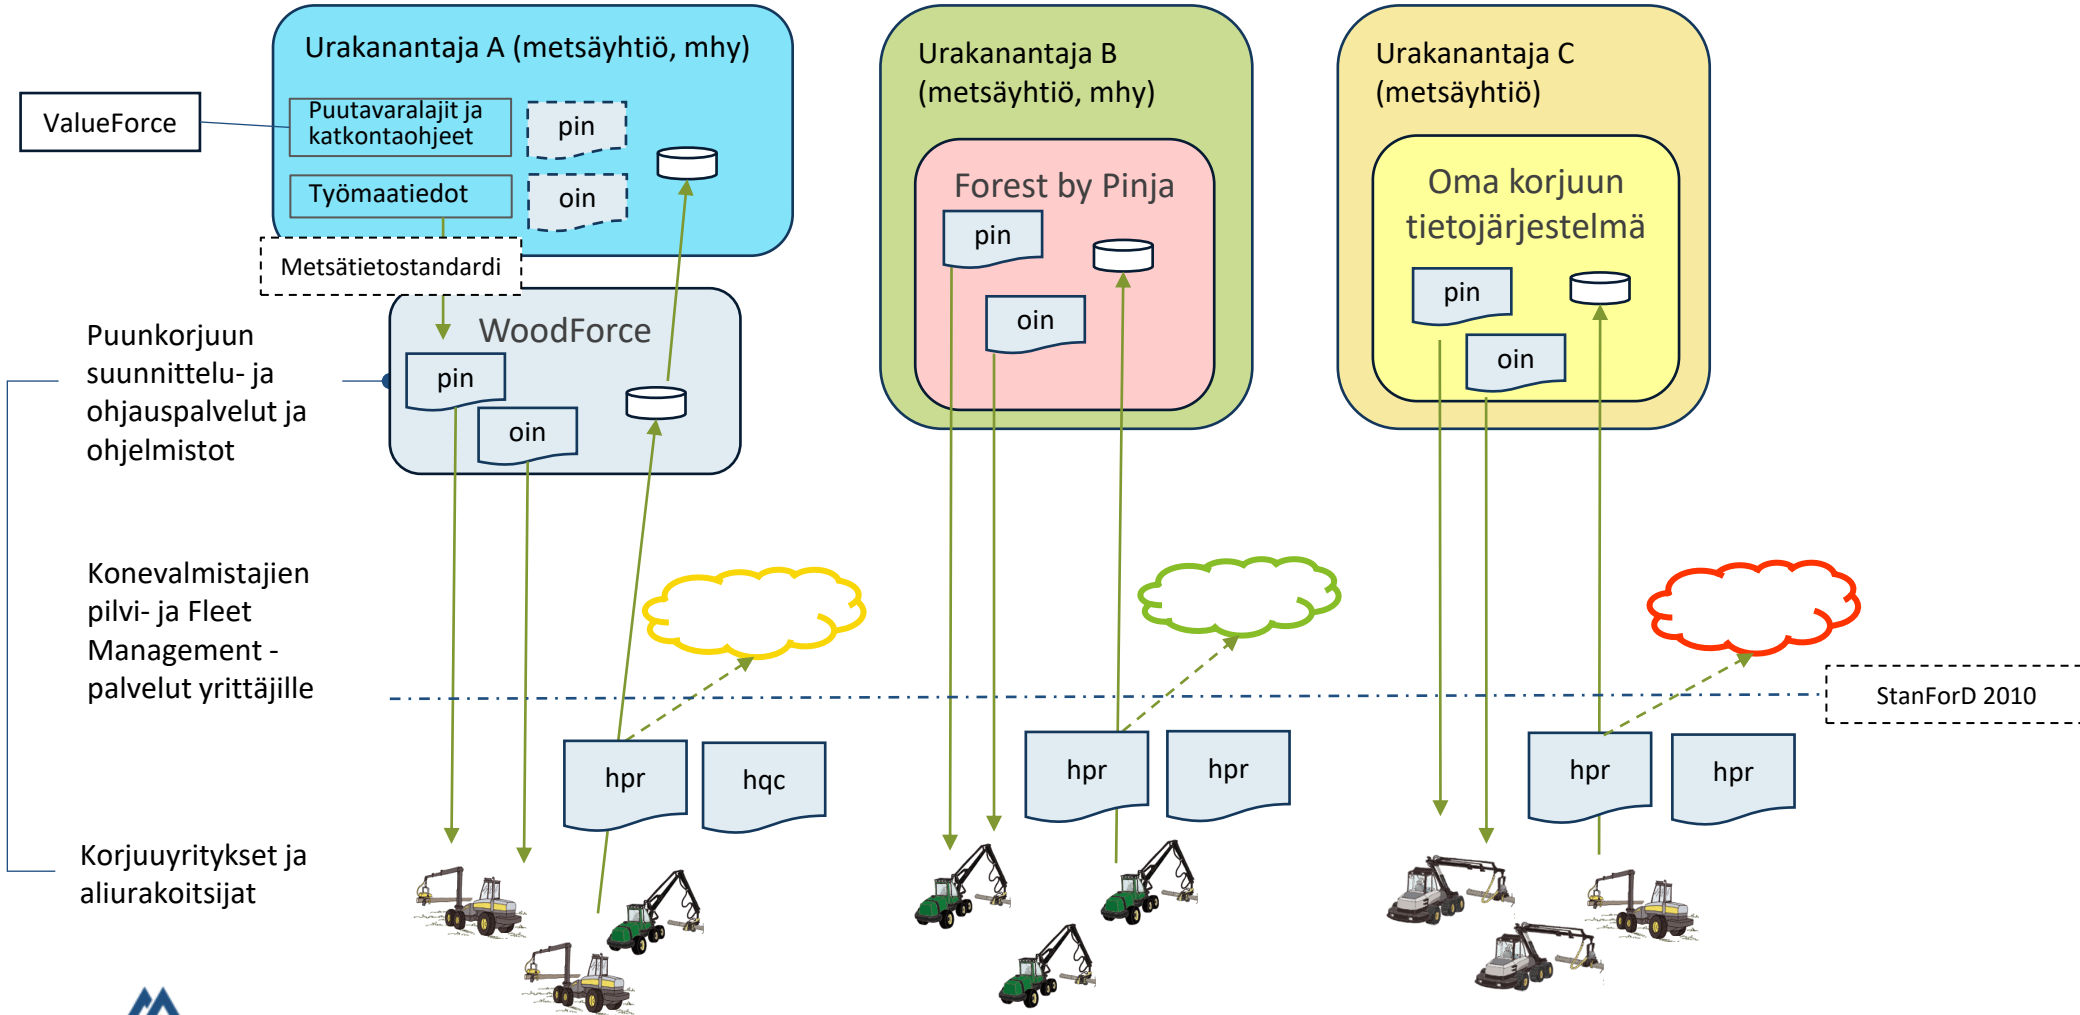 Urakanantaja A (metsäyhtiö, mhy)
ValueForce
Puutavaralajit ja
katkontaohjeet
pin
Työmaatiedot
oin
Metsätietostandardi
WoodForce
pin
oin
Urakanantaja B
(metsäyhtiö, mhy)
Forest by Pinja
pin
oin
Urakanantaja C
(metsäyhtiö)
Oma korjuun
tietojärjestelmä
pin
oin
Puunkorjuun
suunnittelu- ja
ohjauspalvelut ja
ohjelmistot
Konevalmistajien
pilvi- ja Fleet
Management -
palvelut yrittäjille
StanForD 2010
hpr
hqc
hpr
hpr
hpr
hpr
Korjuuyritykset ja
aliurakoitsijat